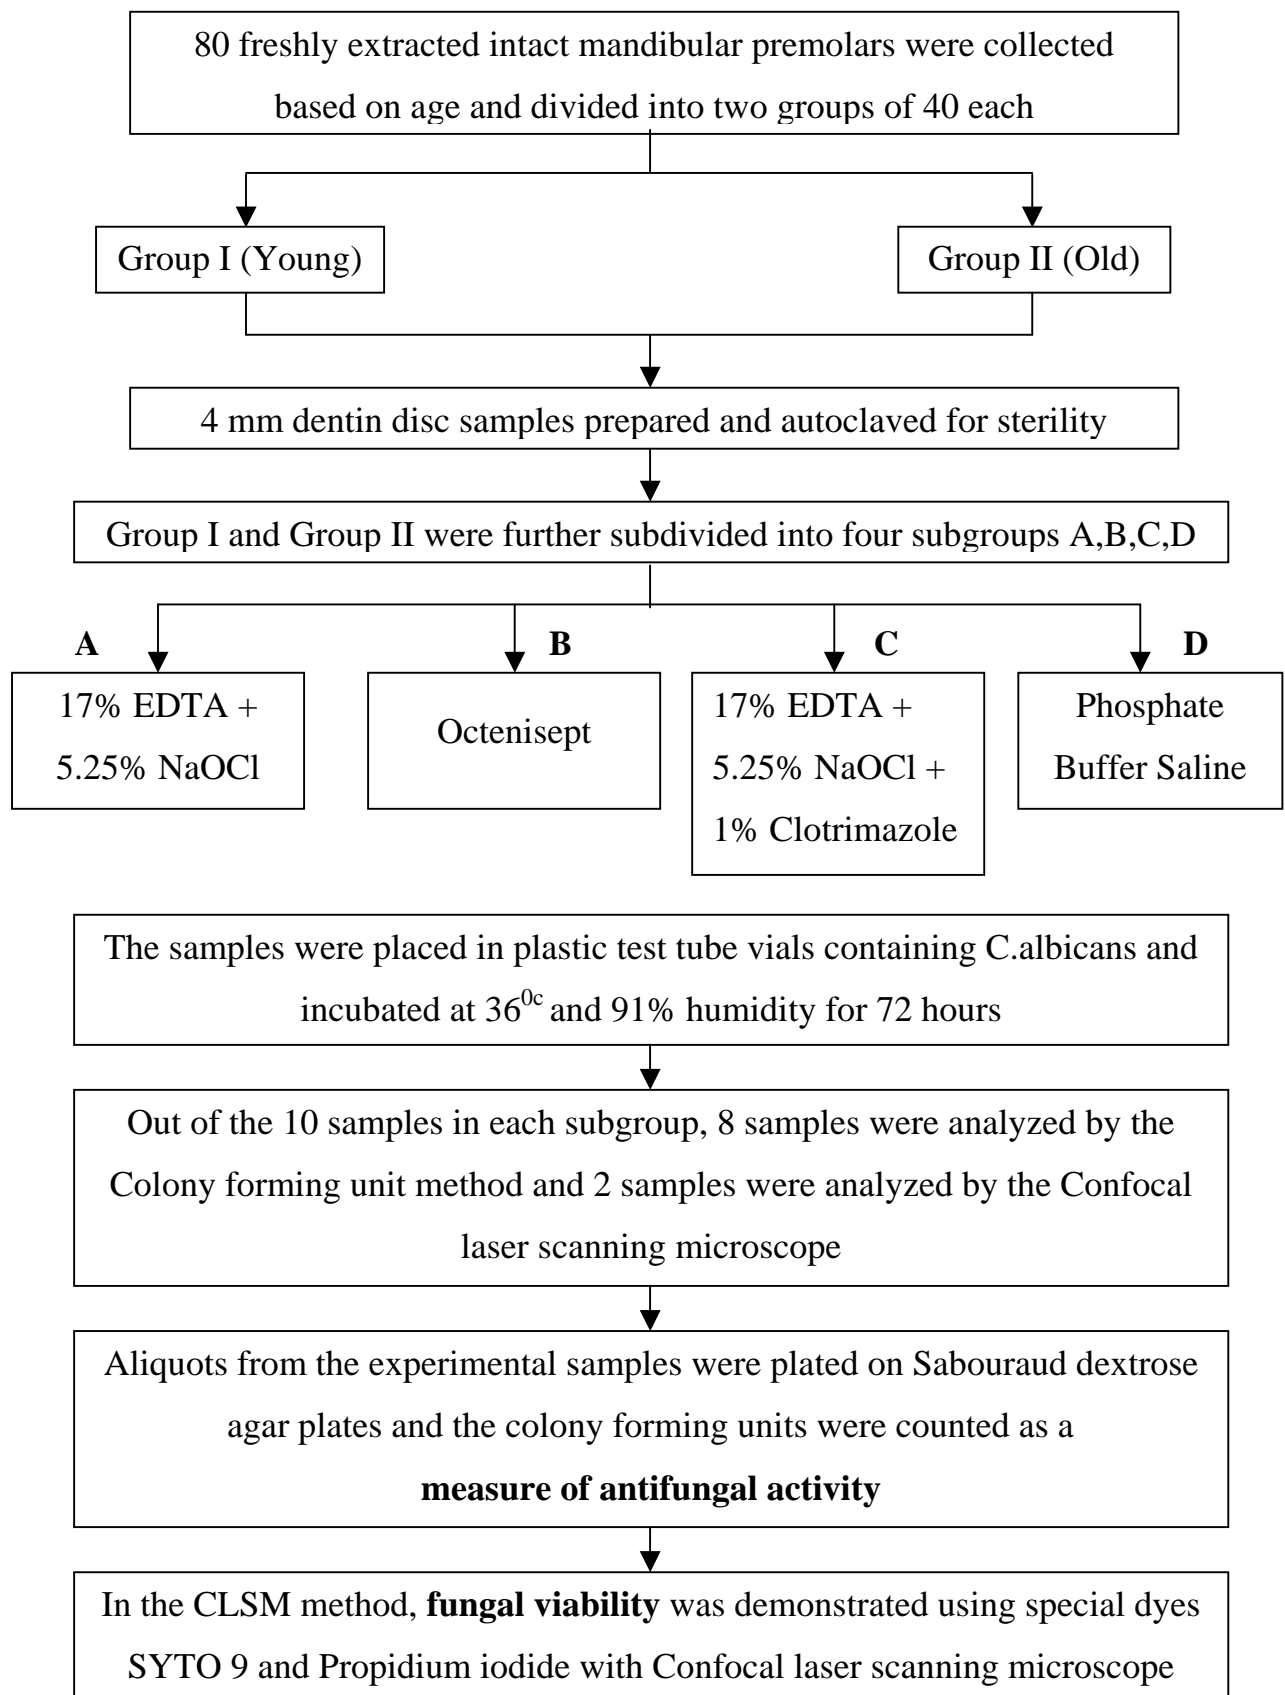 80 freshly extracted intact mandibular premolars were collected
based on age and divided into two groups of 40 each
Group I (Young)
Group II (Old)
4 mm dentin disc samples prepared and autoclaved for sterility
Group I and Group II were further subdivided into four subgroups A,B,C,D
A
B
C
D
17% EDTA +
5.25% NaOCl
Octenisept
17% EDTA +
5.25% NaOCl +
1% Clotrimazole
Phosphate
Buffer Saline
The samples were placed in plastic test tube vials containing C.albicans and
incubated at 36⁰ᶜ and 91% humidity for 72 hours
Out of the 10 samples in each subgroup, 8 samples were analyzed by the
Colony forming unit method and 2 samples were analyzed by the Confocal
laser scanning microscope
Aliquots from the experimental samples were plated on Sabouraud dextrose
agar plates and the colony forming units were counted as a
measure of antifungal activity
In the CLSM method, fungal viability was demonstrated using special dyes
SYTO 9 and Propidium iodide with Confocal laser scanning microscope